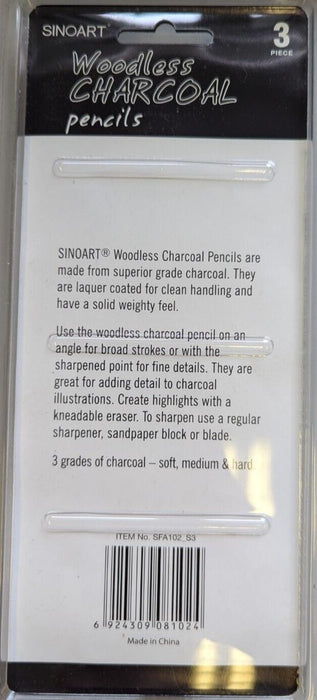 SINOART
3
PIECE
Woodless
CHARCOAL
pencils
SINOART® Woodless Charcoal Pencils are
made from superior grade charcoal. They
are laquer coated for clean handling and
have a solid weighty feel.
Use the woodless charcoal pencil on an
angle for broad strokes or with the
sharpened point for fine details. They are
great for adding detail to charcoal
illustrations. Create highlights with a
kneadable eraser. To sharpen use a regular
sharpener, sandpaper block or blade.
3 grades of charcoal – soft, medium & hard
ITEM No. SFA102_S3
6 924309 081024
Made in China